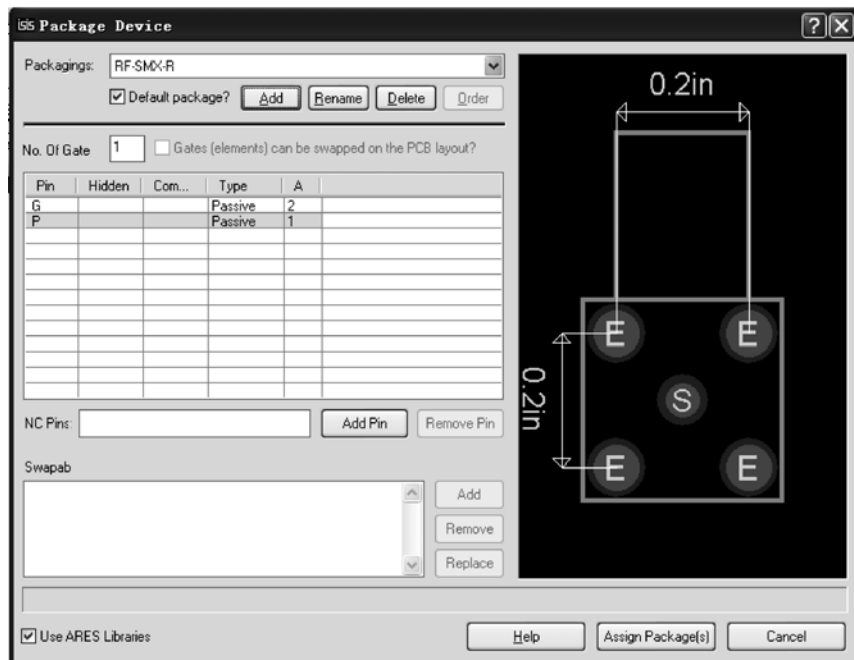 isis Package Device
Packagings: RF-SMX-R
Default package? Add Rename Delete Order
No. Of Gate 1 Gates (elements) can be swapped on the PCB layout?
Pin Hidden Com... Type A
G Passive 2
P Passive 1
NC Pins: Add Pin Remove Pin
Swapab
Add
Remove
Replace
Use ARES Libraries Help Assign Package(s) Cancel
0.2in
E E
0.2in
S
E E